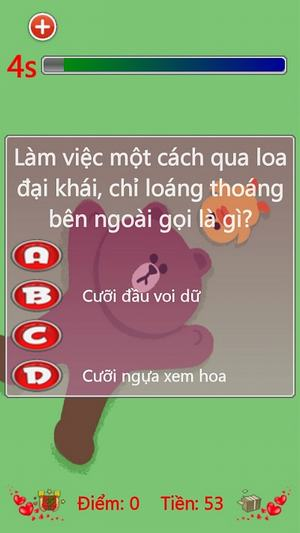 4s
Làm việc một cách qua loa
đại khái, chỉ loáng thoáng
bên ngoài gọi là gì?
A
B Cưỡi đầu voi dữ
C
D Cưỡi ngựa xem hoa
Điểm: 0 Tiền: 53